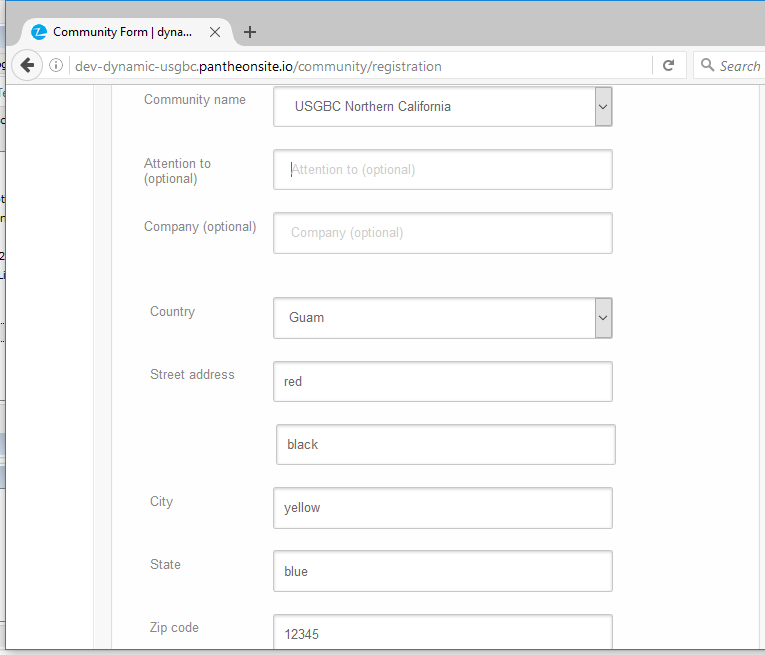 Community Form | dyna...
dev-dynamic-usgbc.pantheonsite.io/community/registration
Search
Community name
USGBC Northern California
Attention to
(optional)
Attention to (optional)
Company (optional)
Company (optional)
Country
Guam
Street address
red
black
City
yellow
State
blue
Zip code
12345